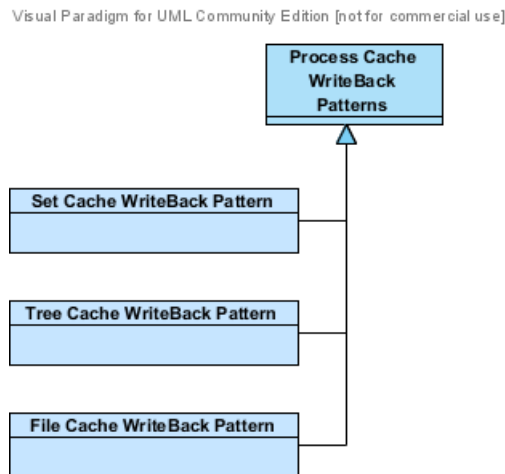 Visual Paradigm for UML Community Edition [not for commercial use]
Process Cache
WriteBack
Patterns
Set Cache WriteBack Pattern
Tree Cache WriteBack Pattern
File Cache WriteBack Pattern